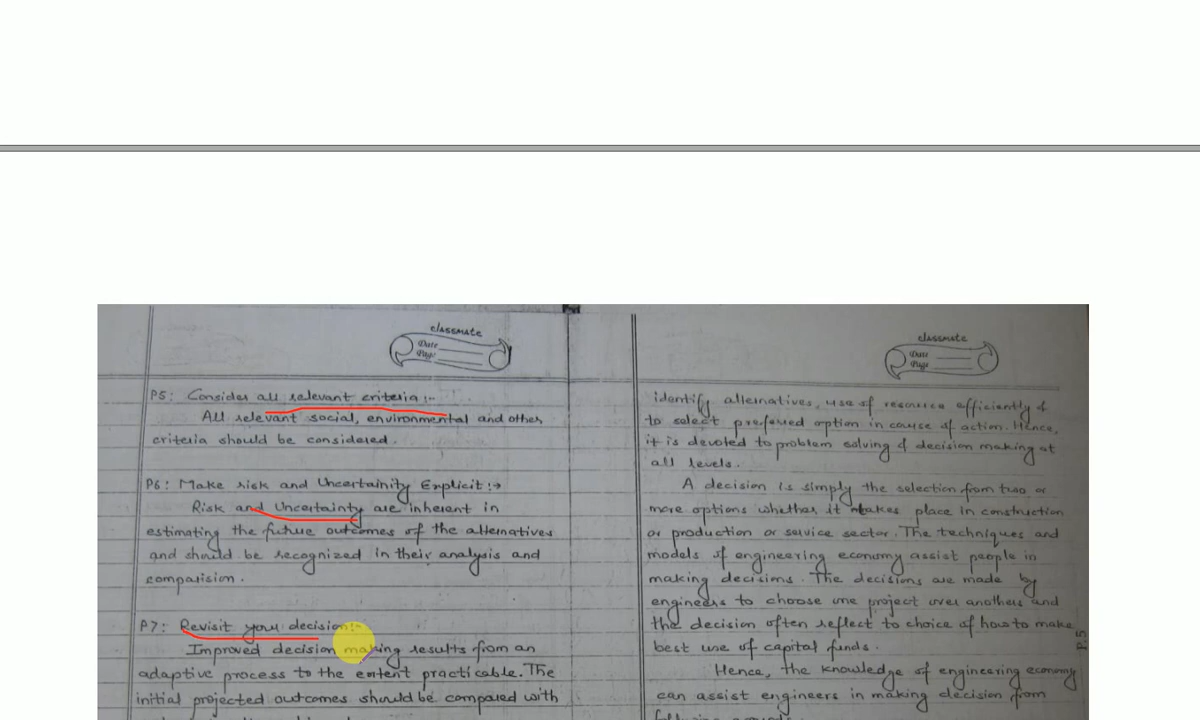 classmate
Date
Page
P5: Consider all relevant criteria :-
All relevant social, environmental and other
criteria should be considered.
P6: Make risk and Uncertainity Explicit :→
Risk and Uncertainty are inherent in
estimating the future outcomes of the alternatives
and should be recognized in their analysis and
comparision.
P7: Revisit your decision:-
Improved decision making results from an
adaptive process to the extent practicable. The
initial projected outcomes should be compared with
classmate
Date
Page
identify alternatives, use of resource efficiently &
to select preferred option in course of action. Hence,
it is devoted to problem solving & decision making at
all levels.
A decision is simply the selection from two or
more options whether it takes place in construction
or production or service sector. The techniques and
models of engineering economy assist people in
making decisions. The decisions are made by
engineers to choose one project over anothers and
the decision often reflect to choice of how to make
best use of capital funds.
Hence, the knowledge of engineering economy
can assist engineers in making decision from